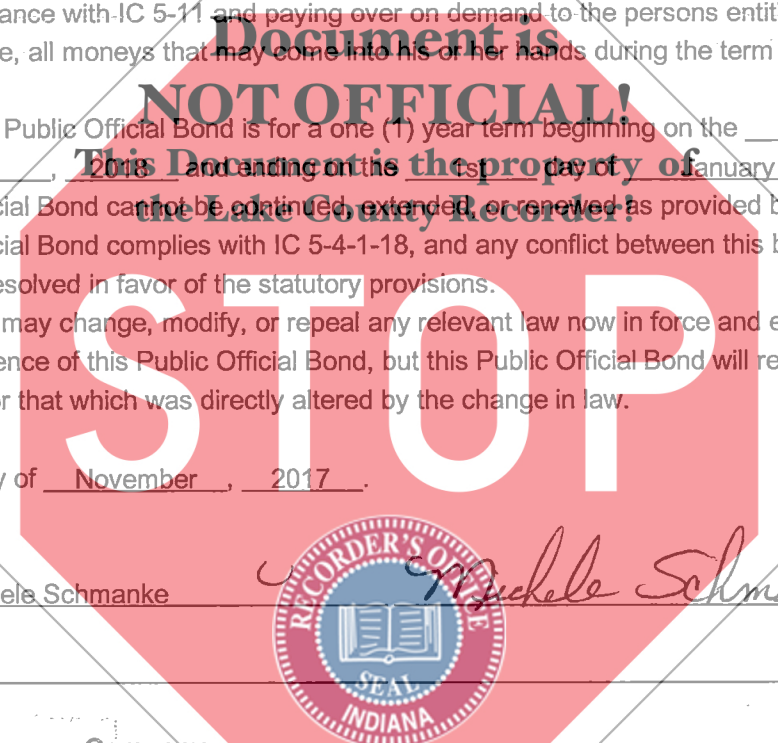 ance with IC 5-11 and paying over on demand to the persons entit
Document is
e, all moneys that may come into his or her hands during the term
NOT OFFICIAL!
Public Official Bond is for a one (1) year term beginning on the
This Document is the property of
, 2018 and ending on the 1st day of January
the Lake County Recorder!
cial Bond cannot be continued, extended, or renewed as provided b
cial Bond complies with IC 5-4-1-18, and any conflict between this b
esolved in favor of the statutory provisions.
STOP
may change, modify, or repeal any relevant law now in force and e
ence of this Public Official Bond, but this Public Official Bond will re
r that which was directly altered by the change in law.
y of November , 2017 .
ele Schmanke Michele Schm
RECORDER'S OFFICE
SEAL
INDIANA